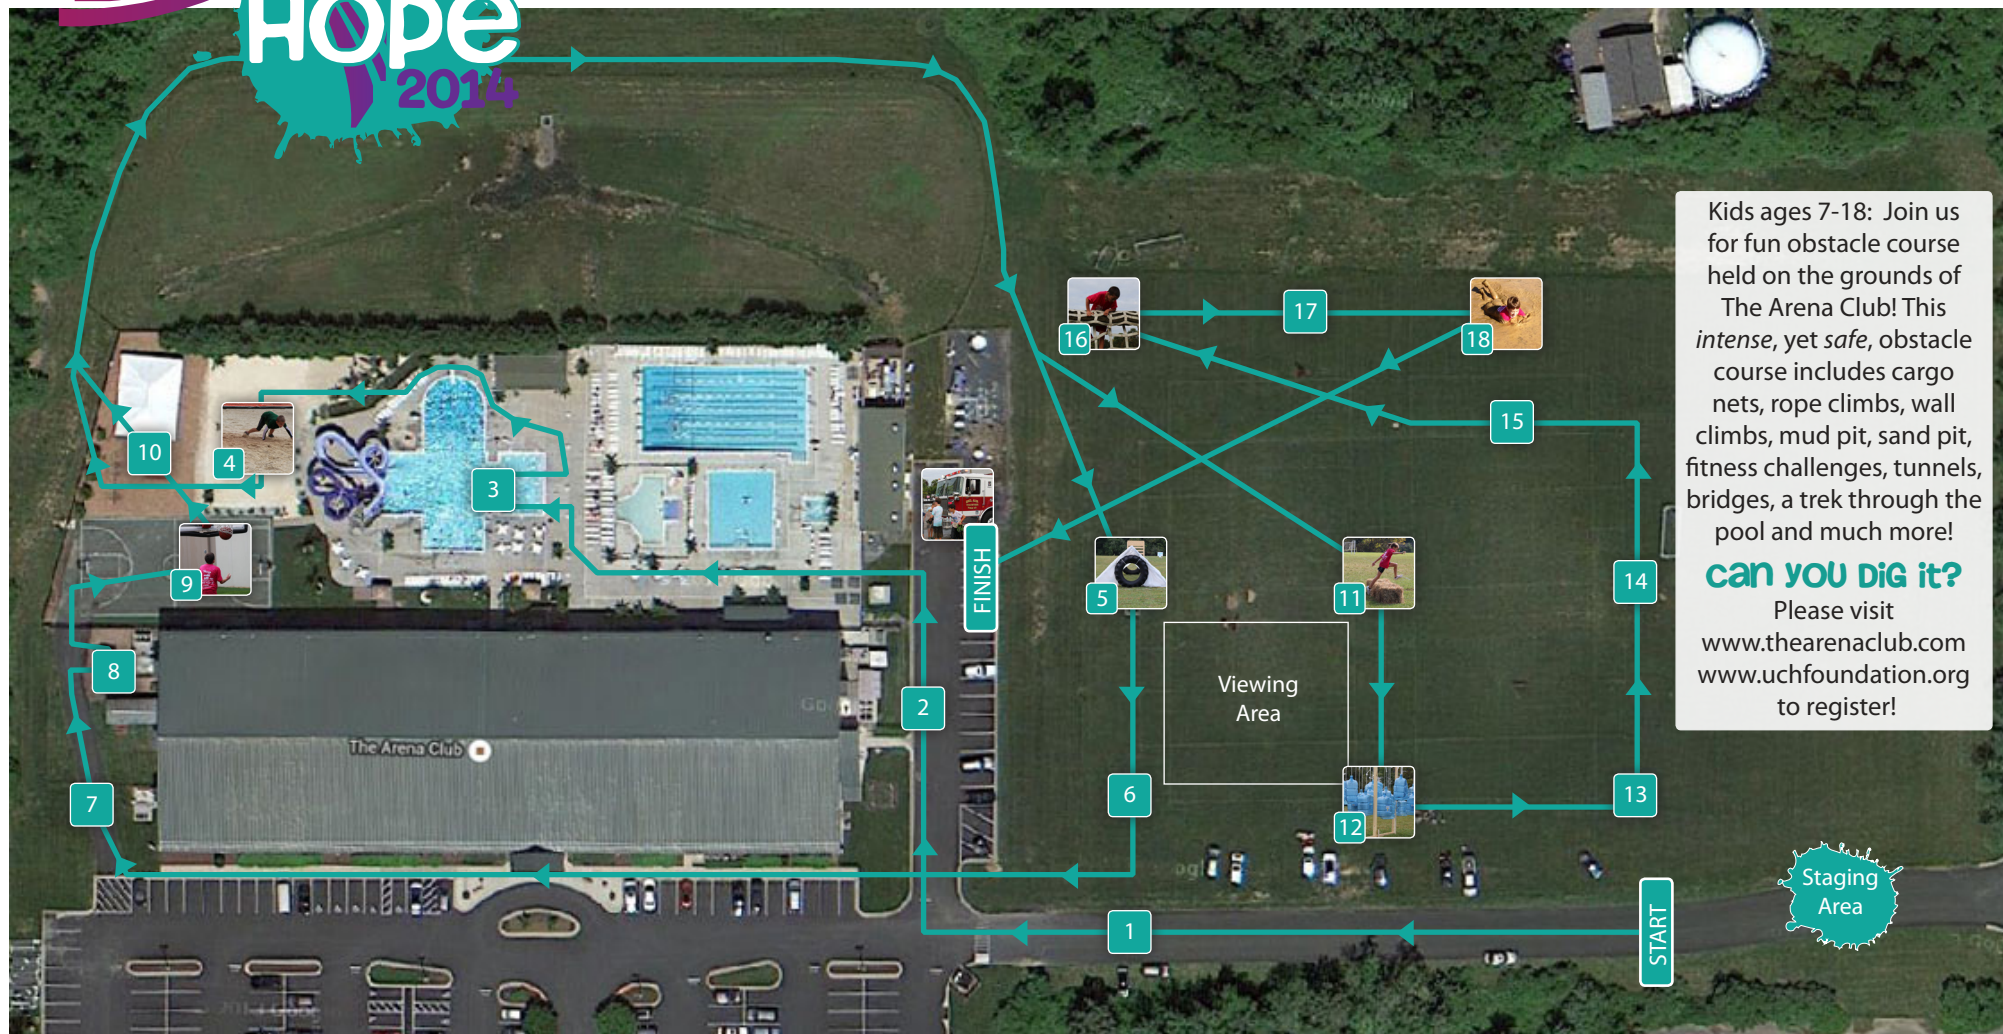 HOPE
2014
Kids ages 7-18: Join us
for fun obstacle course
held on the grounds of
The Arena Club! This
intense, yet safe, obstacle
course includes cargo
nets, rope climbs, wall
climbs, mud pit, sand pit,
fitness challenges, tunnels,
bridges, a trek through the
pool and much more!
can you dig it?
Please visit
www.thearenaclub.com
www.uchfoundation.org
to register!
16
17
18
15
10
4
3
9
FINISH
5
11
14
8
2
Viewing
Area
The Arena Club
7
6
12
13
Staging
Area
1
START